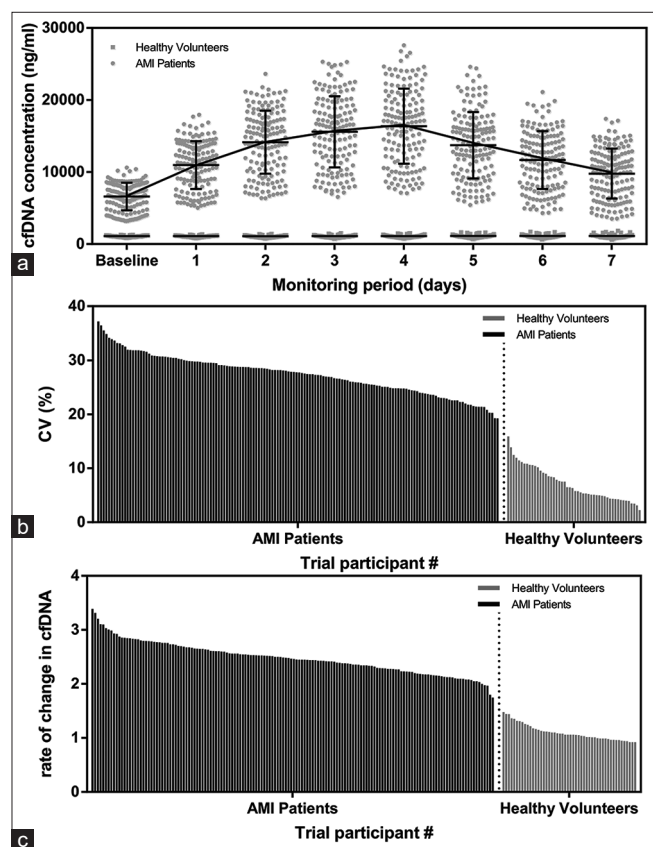 30000
Healthy Volunteers
AMI Patients
20000
10000
0
cfDNA concentration (ng/ml)
Baseline 1 2 3 4 5 6 7
Monitoring period (days)
a
40
Healthy Volunteers
AMI Patients
30
20
10
0
CV (%)
AMI Patients Healthy Volunteers
Trial participant #
b
4
Healthy Volunteers
AMI Patients
3
2
1
0
rate of change in cfDNA
AMI Patients Healthy Volunteers
Trial participant #
c